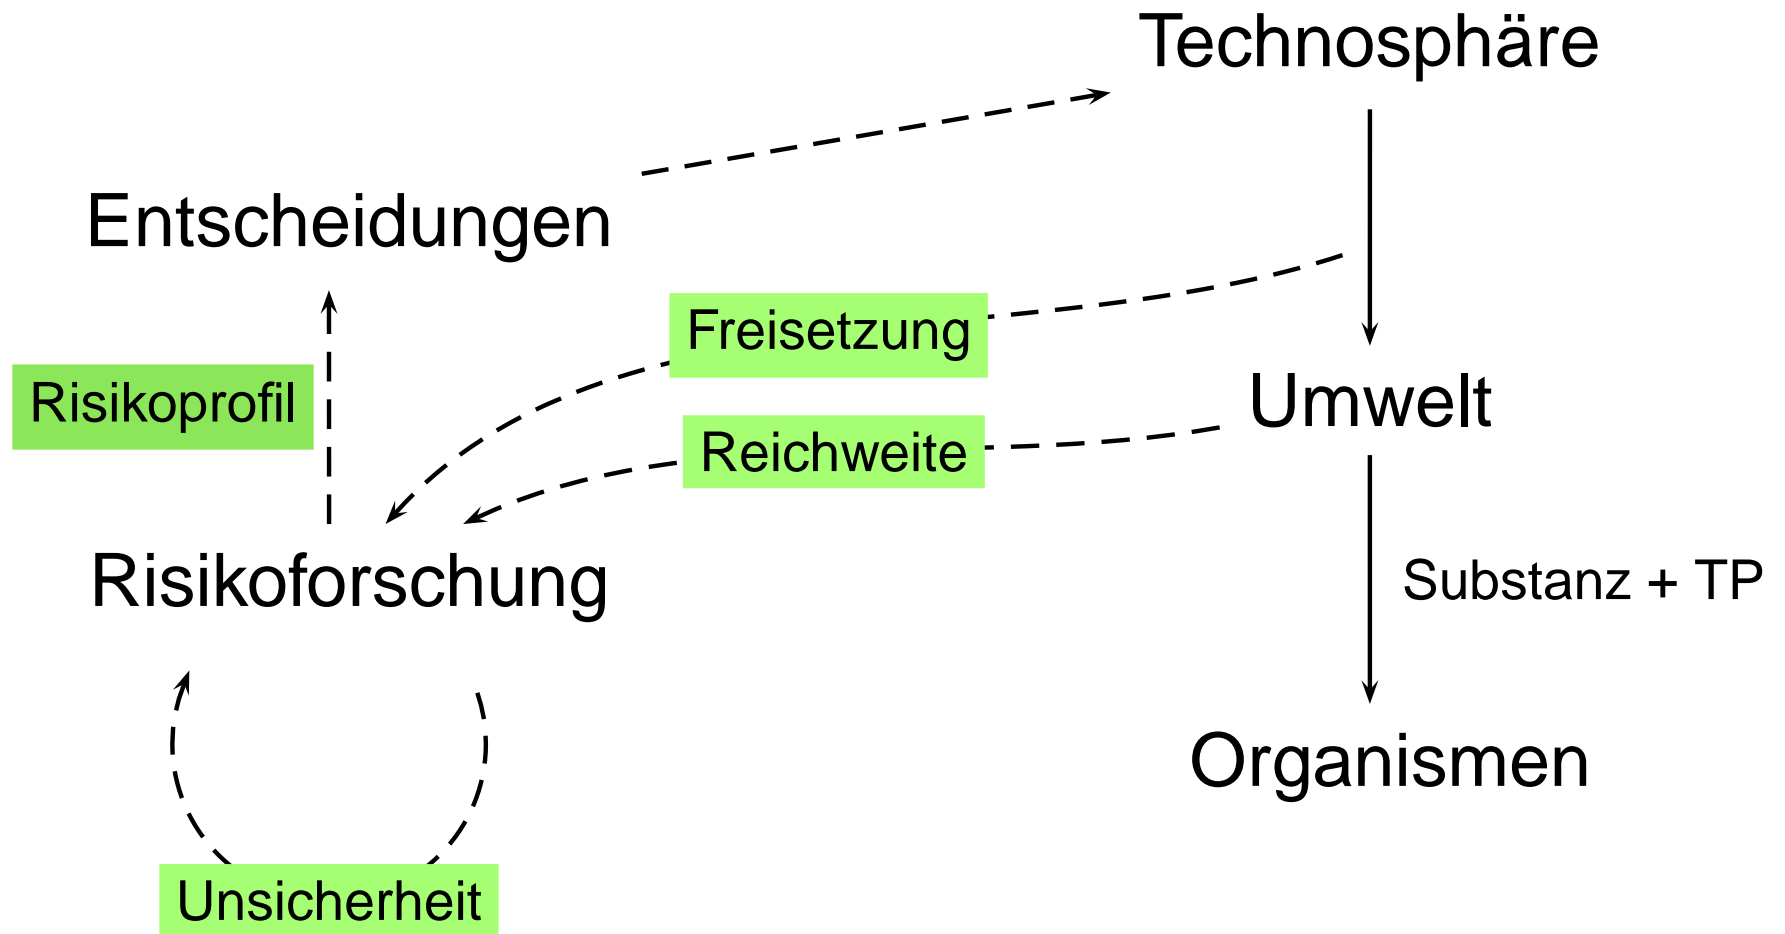 Technosphäre
Entscheidungen
Freisetzung
Risikoprofil
Umwelt
Reichweite
Risikoforschung
Substanz + TP
Organismen
Unsicherheit